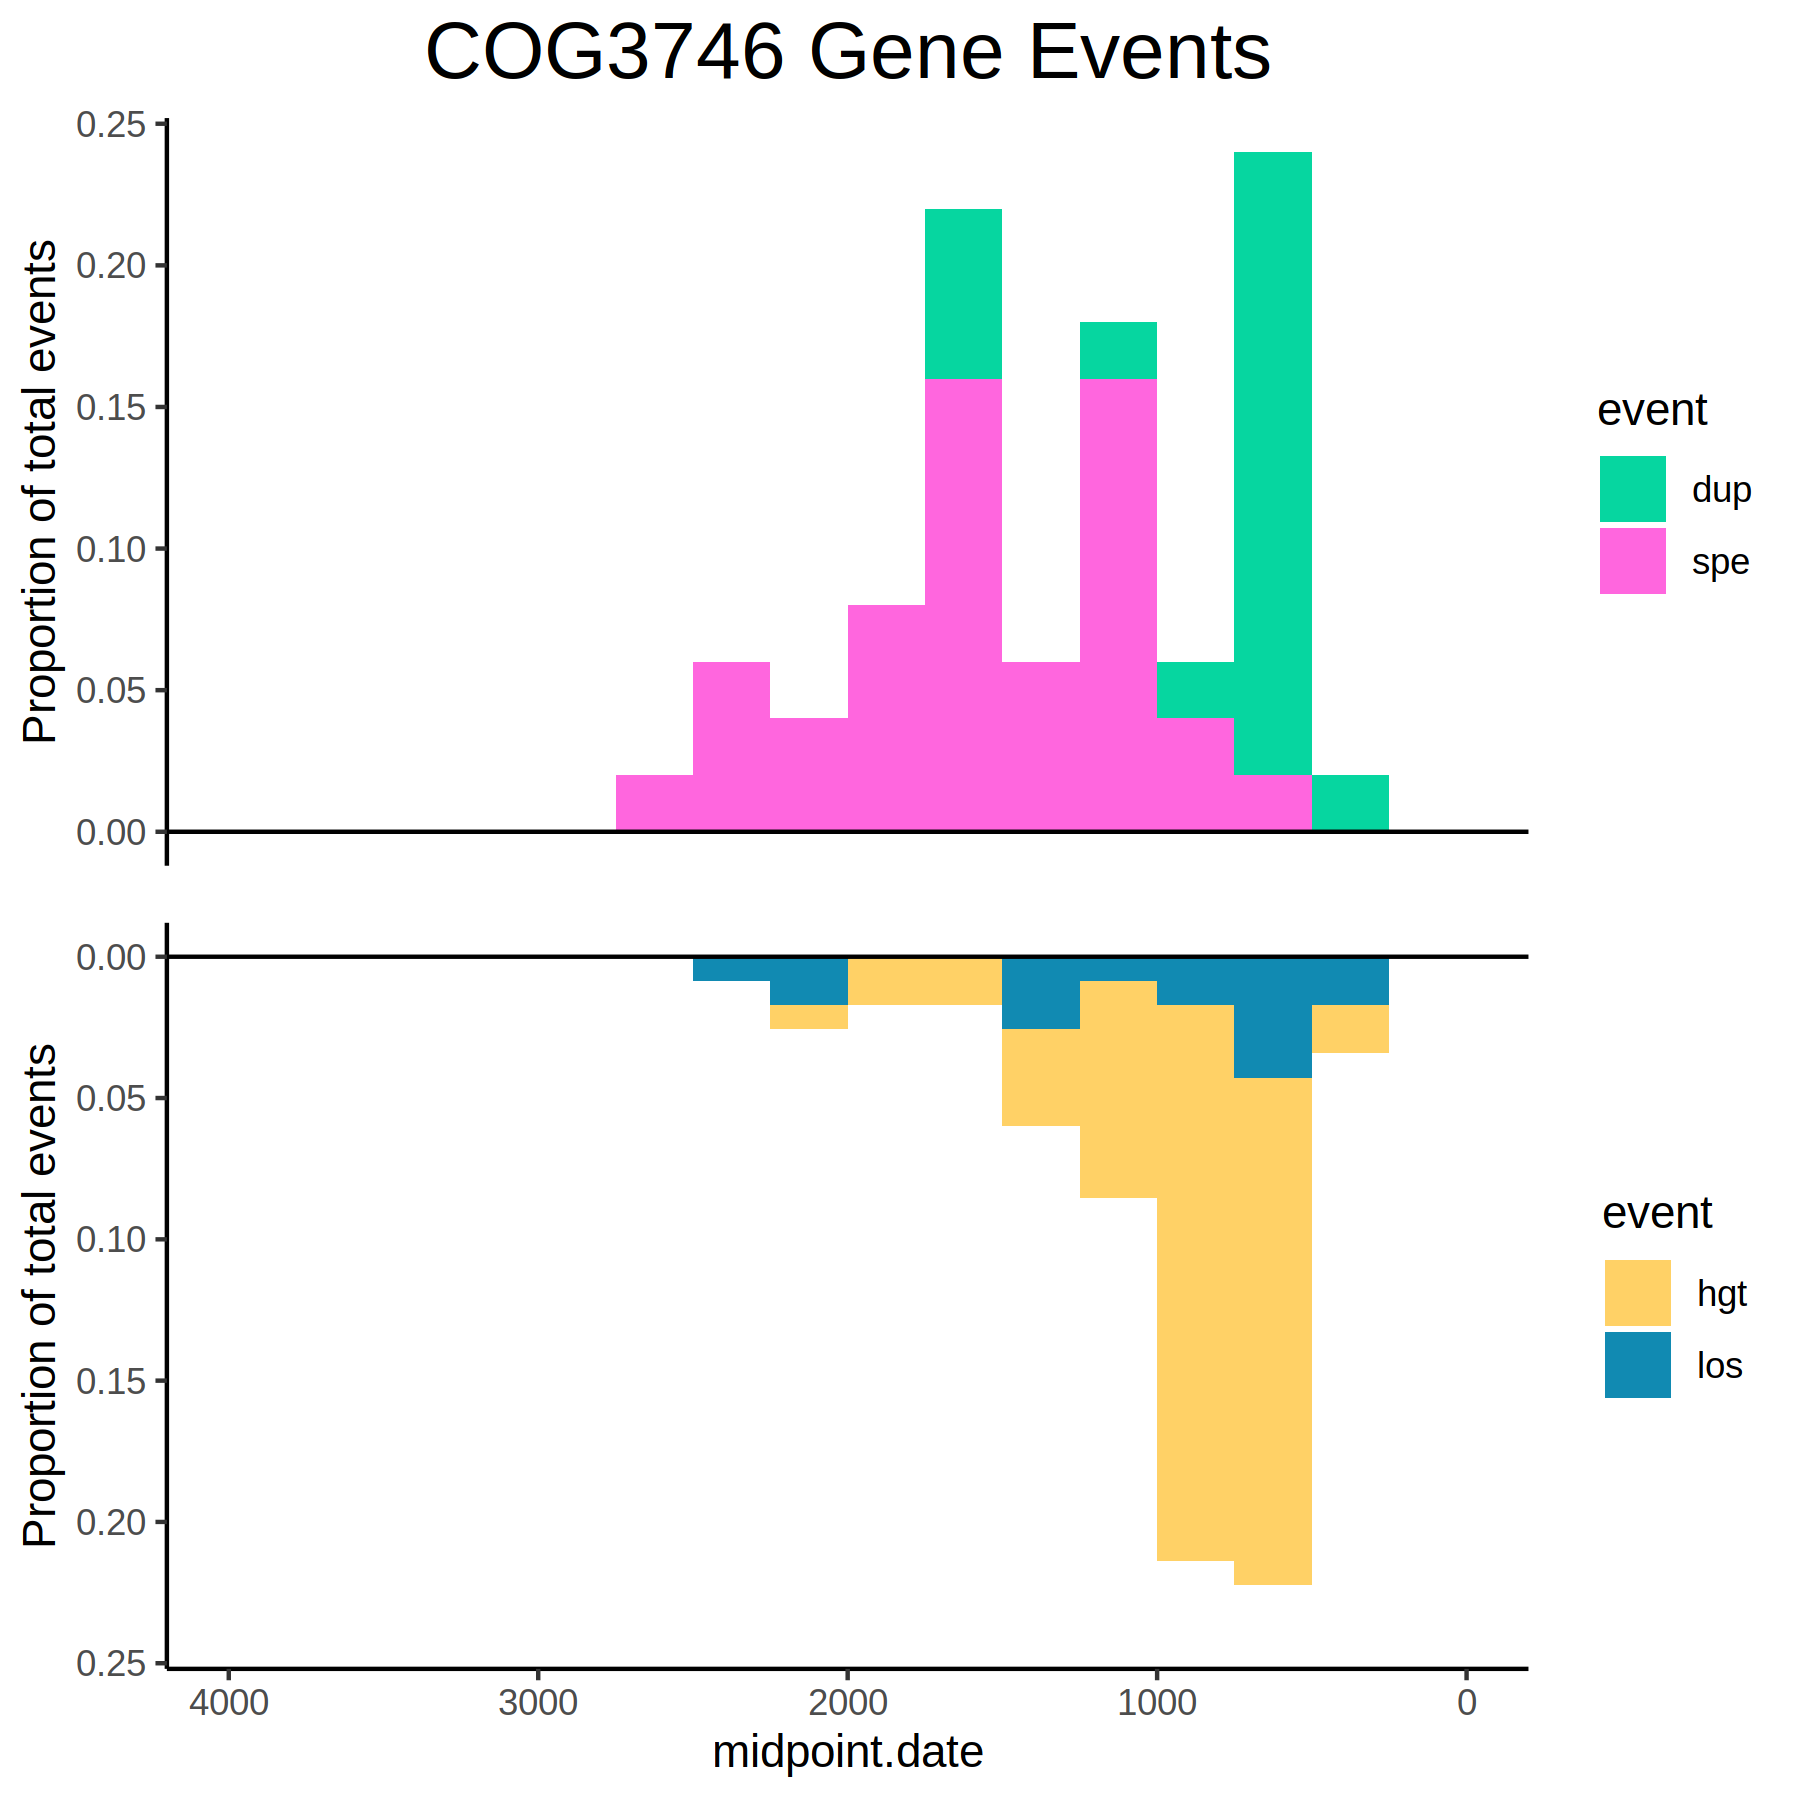 COG3746 Gene Events
Proportion of total events
0.25
0.20
0.15
0.10
0.05
0.00
event
dup
spe
Proportion of total events
0.00
0.05
0.10
0.15
0.20
0.25
event
hgt
los
4000 3000 2000 1000 0
midpoint.date